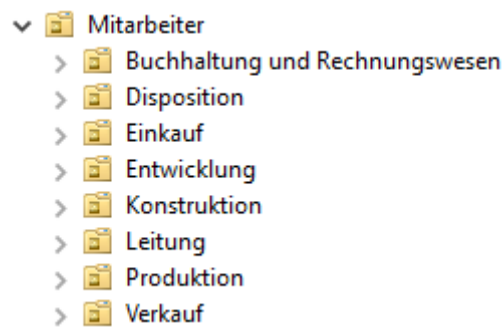 Mitarbeiter
Buchhaltung und Rechnungswesen
Disposition
Einkauf
Entwicklung
Konstruktion
Leitung
Produktion
Verkauf